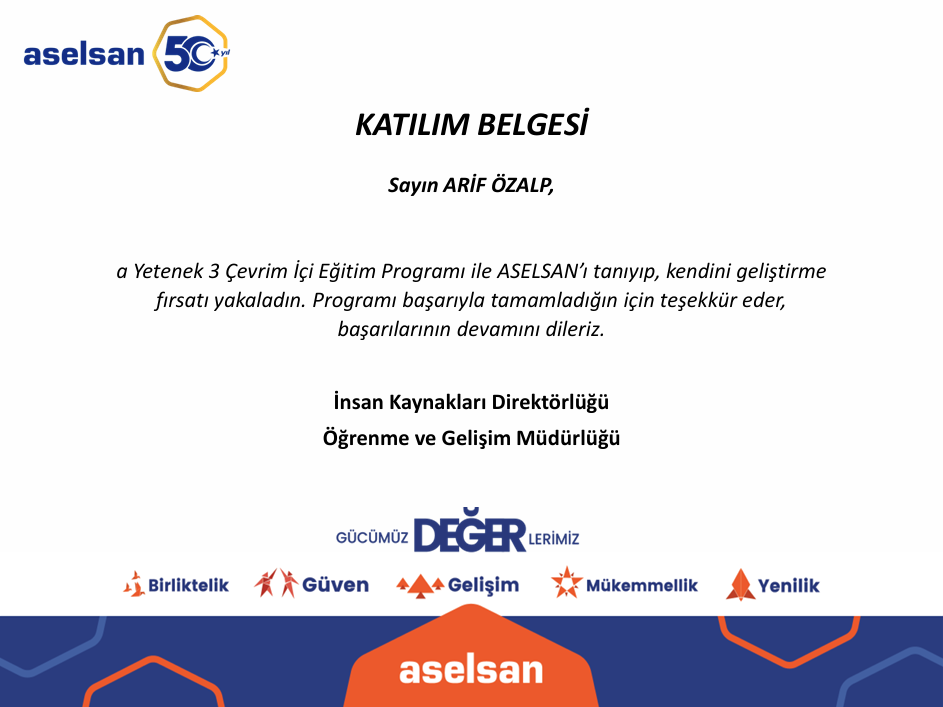 aselsan 50 yıl
KATILIM BELGESİ
Sayın ARİF ÖZALP,
a Yetenek 3 Çevrim İçi Eğitim Programı ile ASELSAN’ı tanıyıp, kendini geliştirme
fırsatı yakaladın. Programı başarıyla tamamladığın için teşekkür eder,
başarılarının devamını dileriz.
İnsan Kaynakları Direktörlüğü
Öğrenme ve Gelişim Müdürlüğü
GÜCÜMÜZ DEĞERLERİMİZ
Birliktelik Güven Gelişim Mükemmellik Yenilik
aselsan